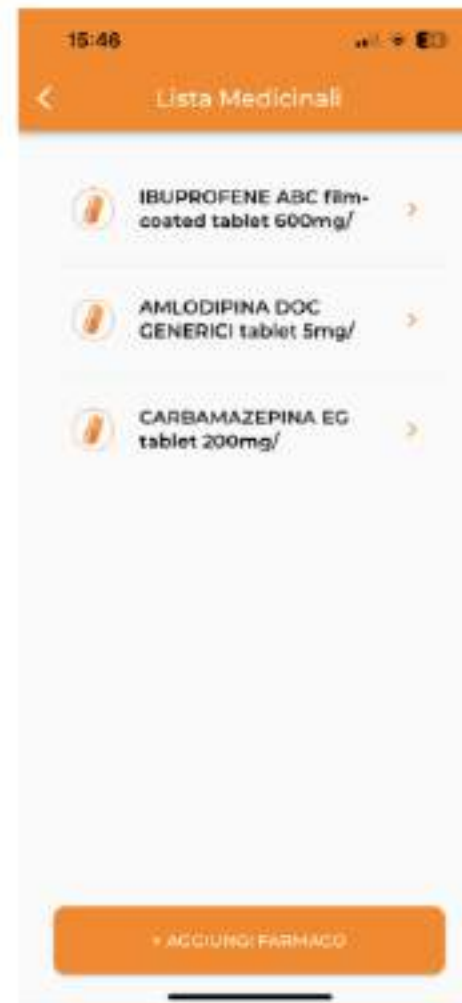 15:46
Lista Medicinali
IBUPROFENE ABC film-
coated tablet 600mg/
AMLODIPINA DOC
GENERICI tablet 5mg/
CARBAMAZEPINA EG
tablet 200mg/
+ AGGIUNGI FARMACO